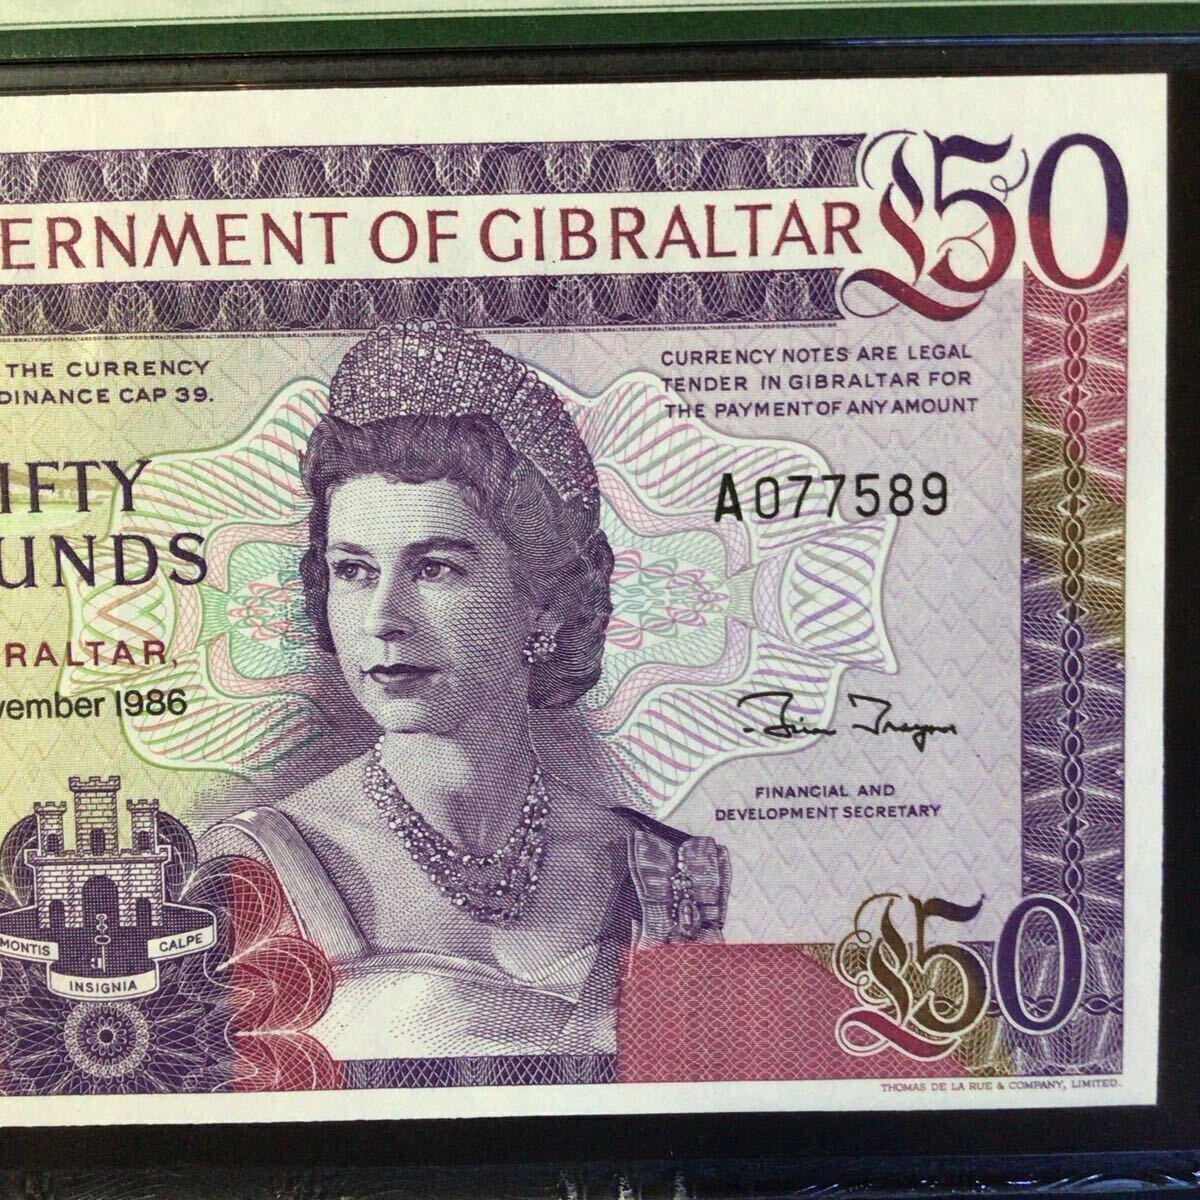 ERNMENT OF GIBRALTAR
£50
THE CURRENCY
DINANCE CAP 39.
CURRENCY NOTES ARE LEGAL
TENDER IN GIBRALTAR FOR
THE PAYMENT OF ANY AMOUNT
IFTY
UNDS
A077589
RALTAR,
vember 1986
FINANCIAL AND
DEVELOPMENT SECRETARY
MONTIS
INSIGNIA
CALPE
£50
THOMAS DE LA RUE & COMPANY, LIMITED.